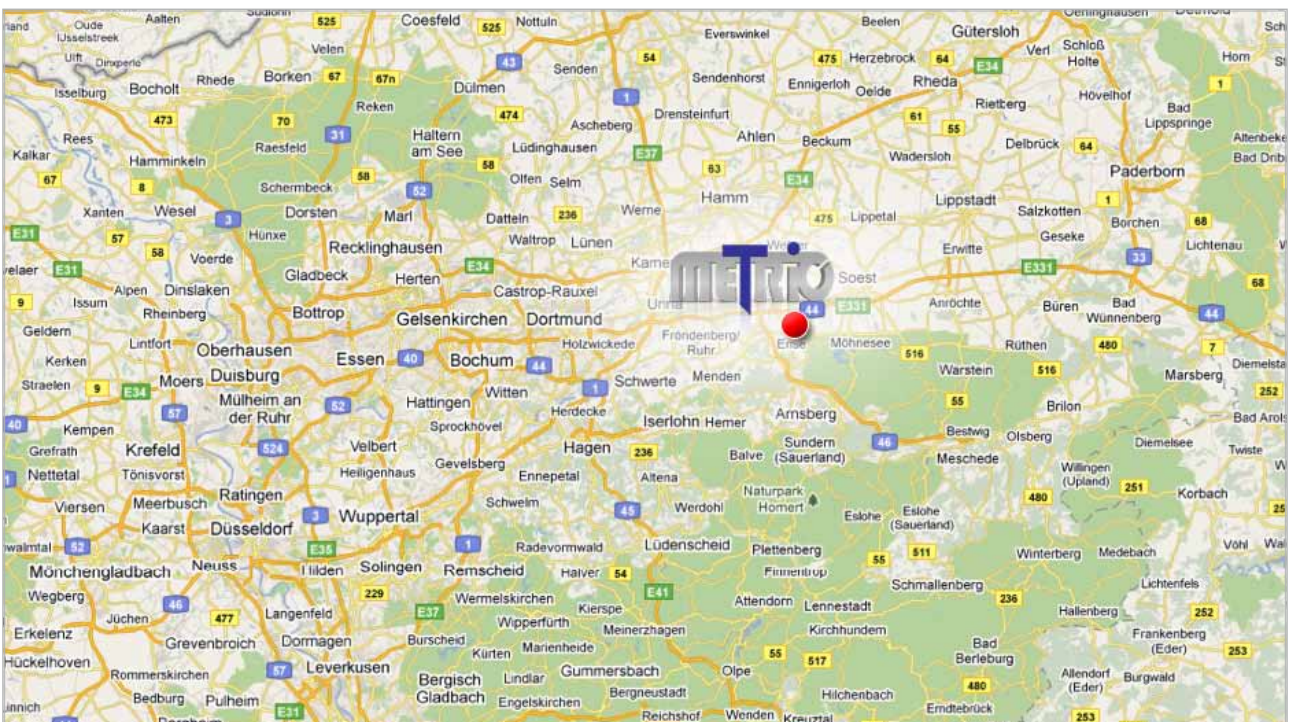 Oude
IJsselstreek
Aalten
525
Coesfeld
525
Nottuln
Beelen
Gütersloh
Everswinkel
Ulft
Dinxperlo
Velen
43
Senden
54
475
Herzebrock
64
E34
Verl
Schloß
Holte
Horn
Isselburg
Bocholt
Rhede
Borken
67
67n
Dülmen
Sendenhorst
Ennigerloh
Oelde
Rheda
Rietberg
Hövelhof
1
Bad
Lippspringe
473
70
Reken
31
474
1
Ascheberg
Drensteinfurt
61
55
Rees
Raesfeld
Haltern
am See
Lüdinghausen
E37
Ahlen
Beckum
Wadersloh
Delbrück
64
Kalkar
Hamminkeln
67
8
Schermbeck
58
52
58
Olfen
Selm
63
E34
Paderborn
Xanten
Wesel
3
Dorsten
Marl
Datteln
236
Werne
Hamm
475
Lippetal
Lippstadt
Salzkotten
1
Borchen
68
E31
57
58
Hünxe
Recklinghausen
Waltrop
Lünen
Erwitte
Geseke
Lichtenau
33
Voerde
E31
Gladbeck
Herten
E34
METRIO
Soest
E331
68
Alpen
Dinslaken
Castrop-Rauxel
9
Issum
Rheinberg
Bottrop
Gelsenkirchen
Dortmund
Unna
44
E331
Anröchte
Büren
Bad
Wünnenberg
44
Geldern
Lintfort
Oberhausen
Holzwickede
Fröndenberg/
Ruhr
Ense
Möhnesee
516
Rüthen
480
7
Kerken
Essen
40
Bochum
44
Straelen
9
E34
Moers
Duisburg
Witten
1
Schwerte
Menden
Warstein
516
Marsberg
252
57
Mülheim an
der Ruhr
52
Hattingen
Herdecke
55
Brilon
40
Kempen
Sprockhövel
Iserlohn
Hemer
Arnsberg
46
Bestwig
Olsberg
Diemelsee
Grefrath
Krefeld
524
Velbert
Hagen
236
Balve
Sundern
(Sauerland)
Meschede
Twiste
Nettetal
Tönisvorst
Heiligenhaus
Gevelsberg
Ennepetal
Altena
Willingen
(Upland)
251
Korbach
Viersen
Meerbusch
Ratingen
Schwelm
45
Werdohl
Naturpark
Homert
480
3
Wuppertal
Eslohe
Eslohe
(Sauerland)
Kaarst
Düsseldorf
52
E35
1
Radevormwald
Lüdenscheid
Plettenberg
55
511
Winterberg
Medebach
Vöhl
Mönchengladbach
Neuss
Hilden
Solingen
Remscheid
Halver
54
Finnentrop
Schmallenberg
Lichtenfels
Wegberg
46
229
Wermelskirchen
E41
236
Jüchen
477
Langenfeld
E37
Wipperfürth
Kierspe
Attendorn
Lennestadt
Hallenberg
252
Erkelenz
Grevenbroich
Dormagen
Burscheid
Marienheide
Meinerzhagen
Kirchhundem
Frankenberg
(Eder)
253
Hückelhoven
57
Leverkusen
Kürten
55
517
Bad
Berleburg
Rommerskirchen
Bergisch
Gladbach
Lindlar
Gummersbach
Olpe
Allendorf
(Eder)
Burgwald
Bedburg
Pulheim
E31
Engelskirchen
Bergneustadt
Hilchenbach
480
Reichshof
Wenden
Kreuztal
Erndtebrück
253